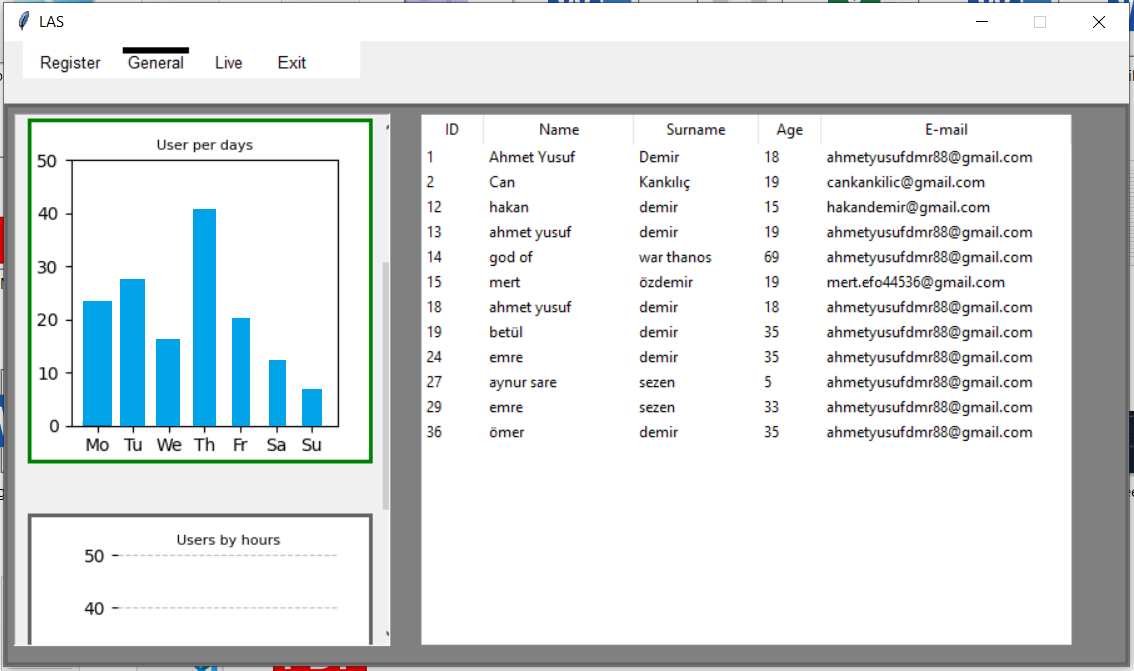 LAS
Register General Live Exit
User per days
50
40
30
20
10
0
Mo Tu We Th Fr Sa Su
Users by hours
50
40
ID Name Surname Age E-mail
1 Ahmet Yusuf Demir 18 ahmetyusufdmr88@gmail.com
2 Can Kankılıç 19 cankankilic@gmail.com
12 hakan demir 15 hakandemir@gmail.com
13 ahmet yusuf demir 19 ahmetyusufdmr88@gmail.com
14 god of war thanos 69 ahmetyusufdmr88@gmail.com
15 mert özdemir 19 mert.efo44536@gmail.com
18 ahmet yusuf demir 18 ahmetyusufdmr88@gmail.com
19 betül demir 35 ahmetyusufdmr88@gmail.com
24 emre demir 35 ahmetyusufdmr88@gmail.com
27 aynur sare sezen 5 ahmetyusufdmr88@gmail.com
29 emre sezen 33 ahmetyusufdmr88@gmail.com
36 ömer demir 35 ahmetyusufdmr88@gmail.com